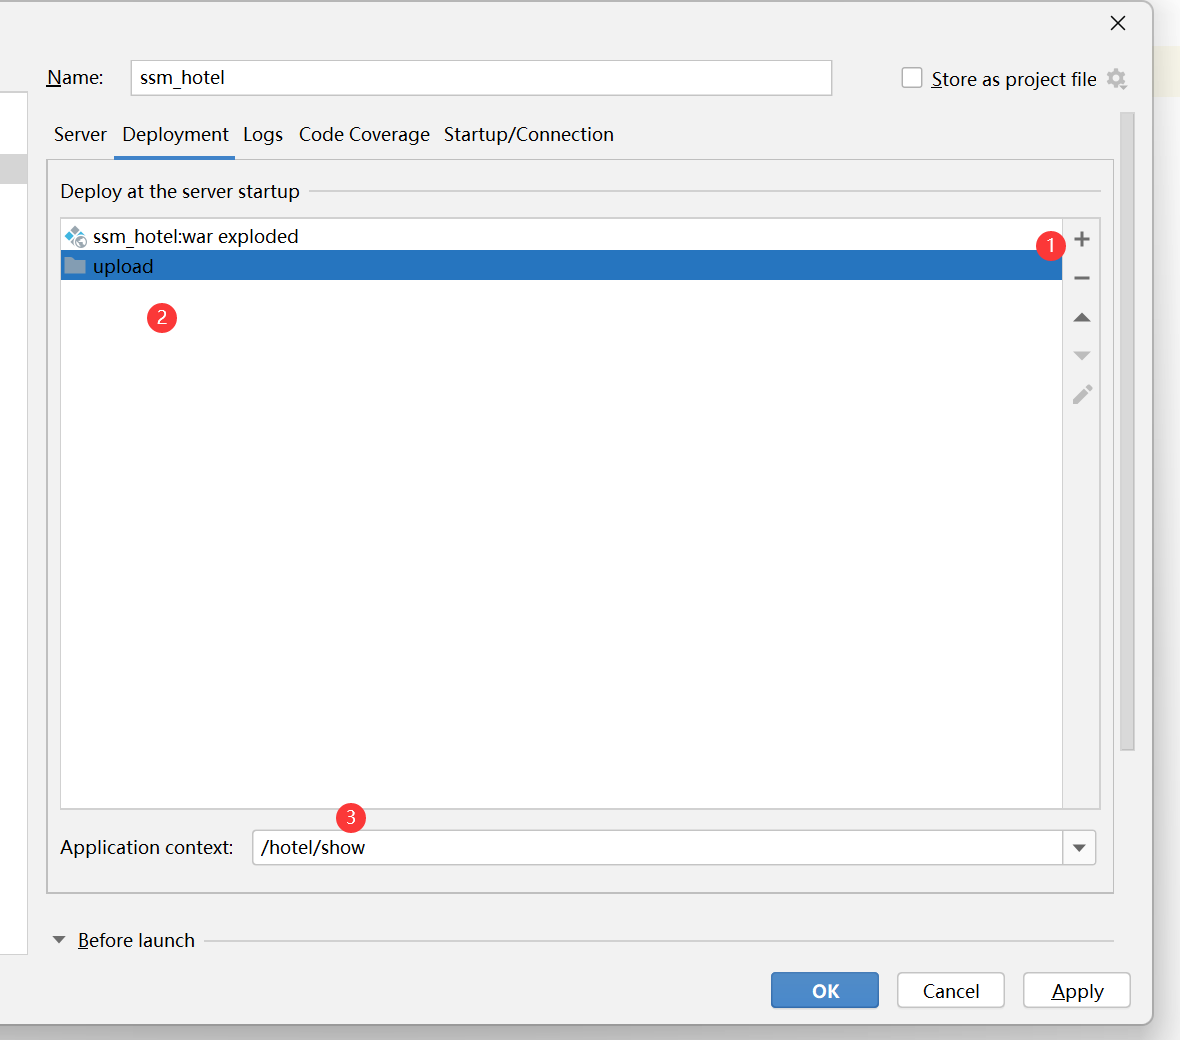 Name: ssm_hotel Store as project file
Server Deployment Logs Code Coverage Startup/Connection
Deploy at the server startup
ssm_hotel:war exploded
1
upload
2
3
Application context: /hotel/show
Before launch
OK Cancel Apply